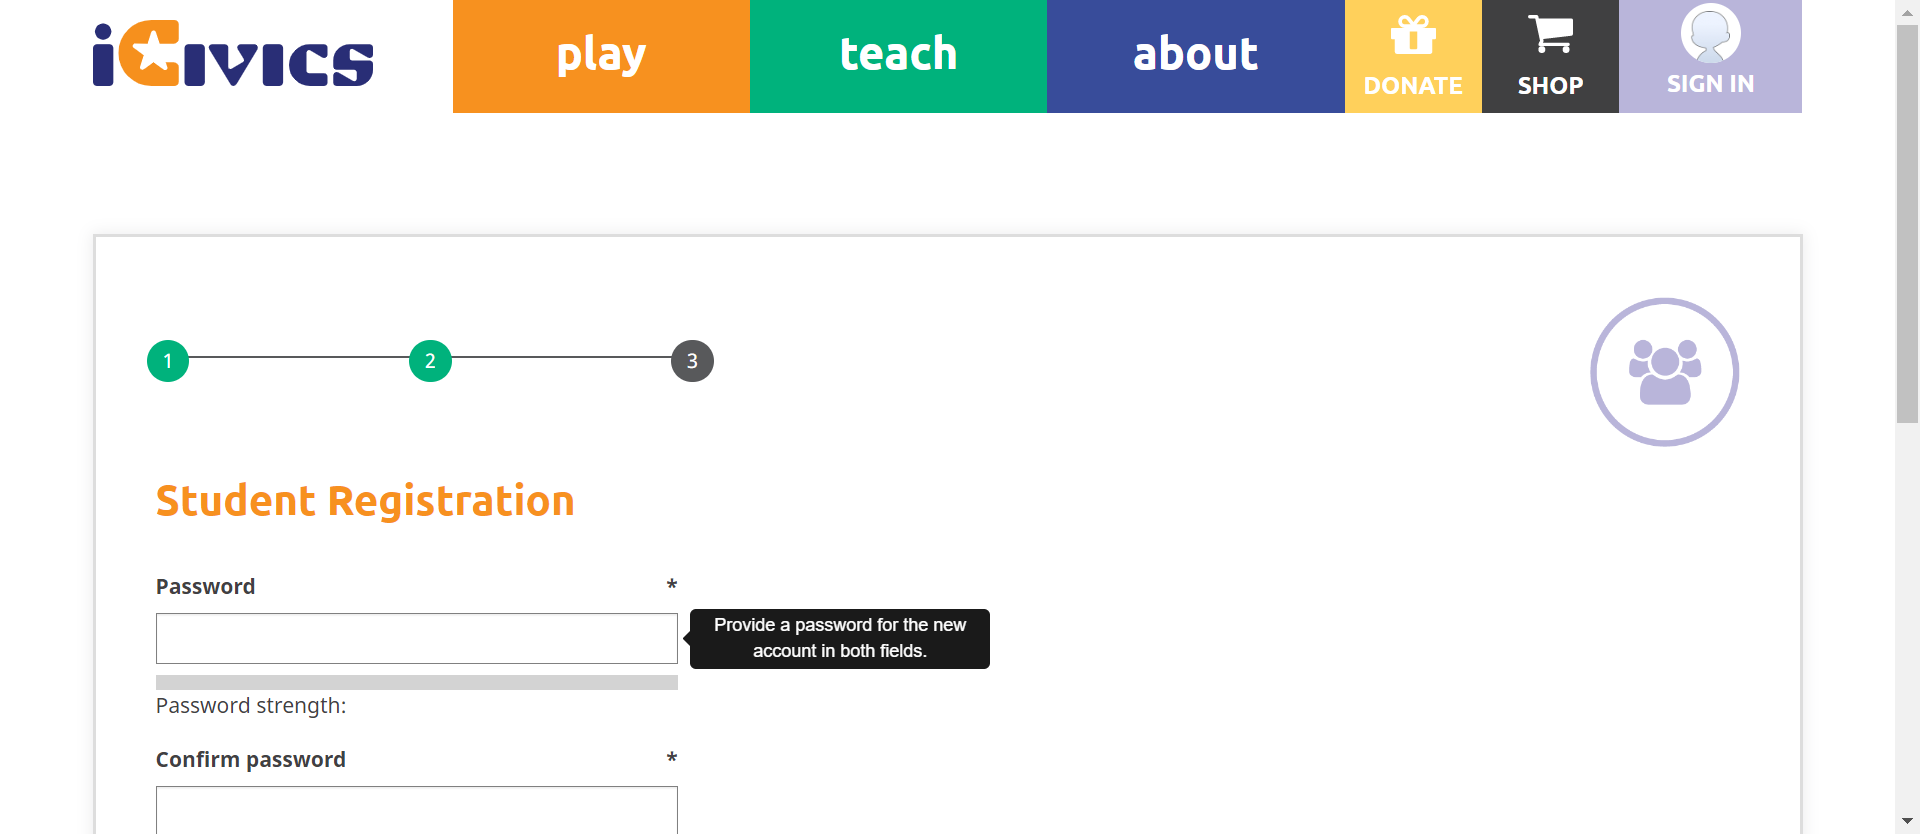 iCivics
play
teach
about
DONATE
SHOP
SIGN IN
1
2
3
Student Registration
Password *
Provide a password for the new
account in both fields.
Password strength:
Confirm password *